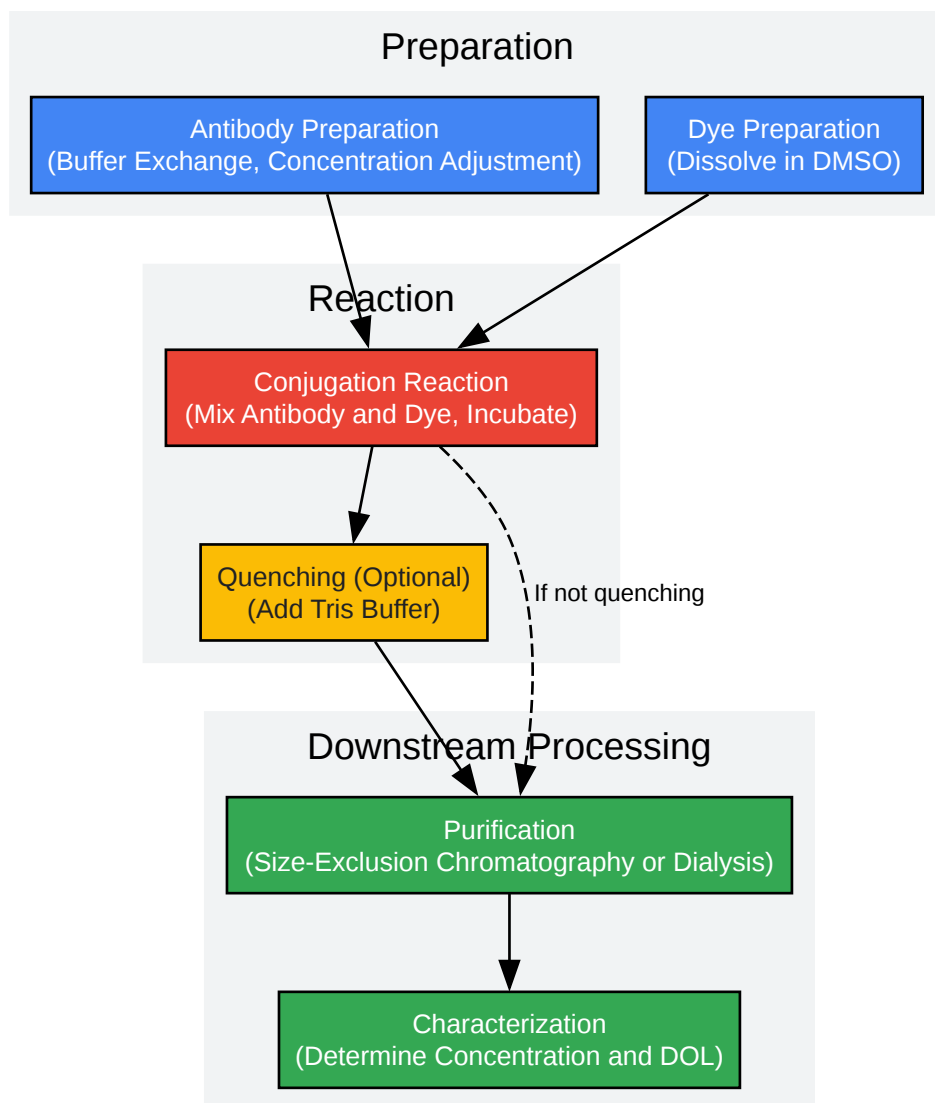 Preparation
Antibody Preparation
(Buffer Exchange, Concentration Adjustment)
Dye Preparation
(Dissolve in DMSO)
Reaction
Conjugation Reaction
(Mix Antibody and Dye, Incubate)
Quenching (Optional)
(Add Tris Buffer)
If not quenching
Downstream Processing
Purification
(Size-Exclusion Chromatography or Dialysis)
Characterization
(Determine Concentration and DOL)